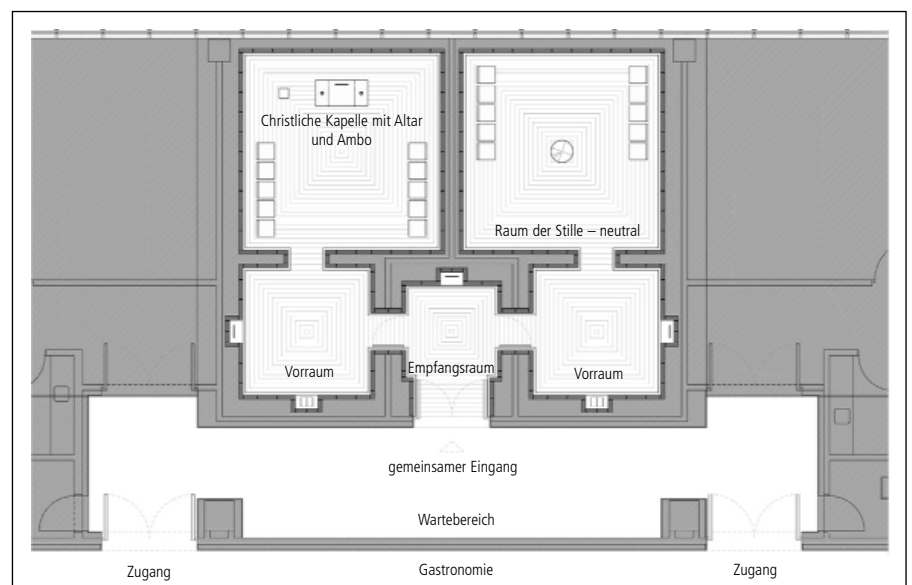 Christliche Kapelle mit Altar
und Ambo
Raum der Stille – neutral
Vorraum
Empfangsraum
Vorraum
gemeinsamer Eingang
Wartebereich
Zugang
Gastronomie
Zugang